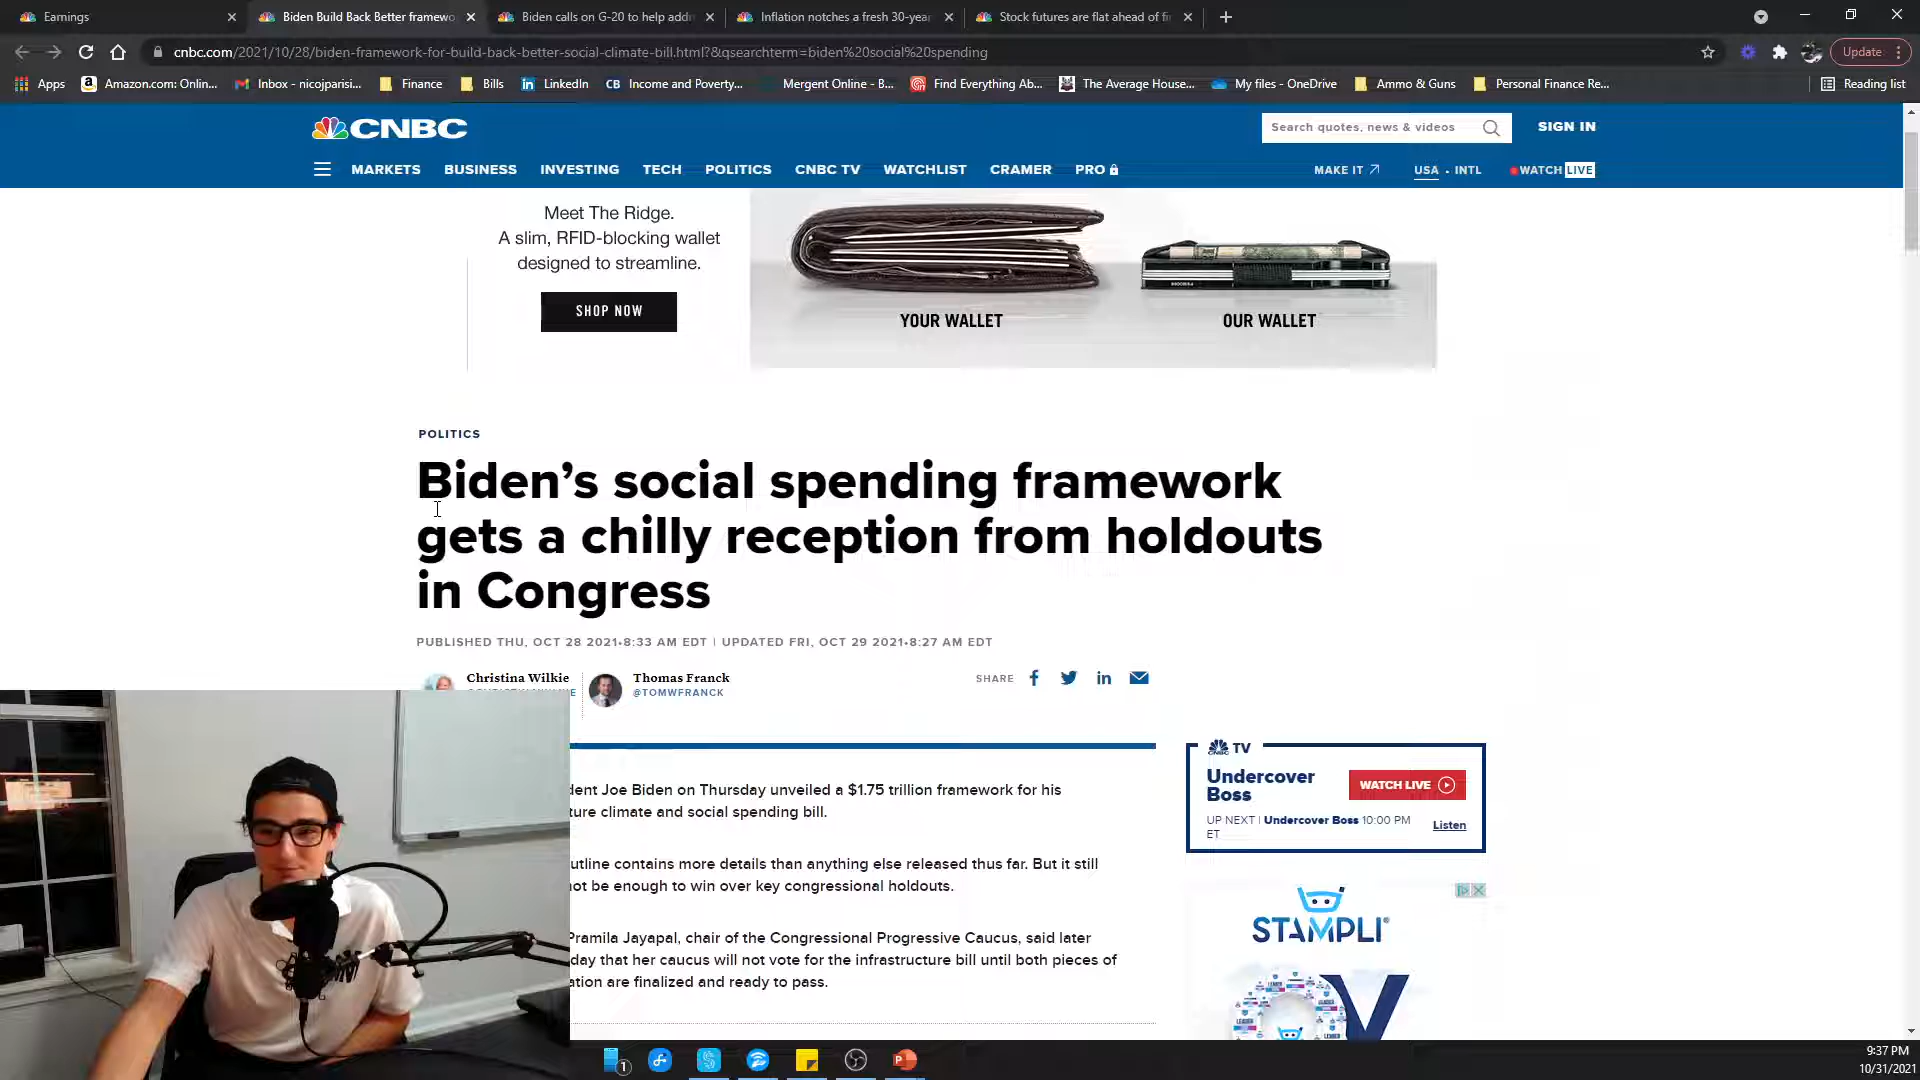 Earnings
Biden Build Back Better framewo
Biden calls on G-20 to help addr
Inflation notches a fresh 30-year
Stock futures are flat ahead of fi
cnbc.com/2021/10/28/biden-framework-for-build-back-better-social-climate-bill.html?&qsearchterm=biden%20social%20spending
Update
Apps
Amazon.com: Onlin...
Inbox - nicojparisi...
Finance
Bills
LinkedIn
CB Income and Poverty...
Mergent Online - B...
Find Everything Ab...
The Average House...
My files - OneDrive
Ammo & Guns
Personal Finance Re...
Reading list
CNBC
Search quotes, news & videos
SIGN IN
MARKETS BUSINESS INVESTING TECH POLITICS CNBC TV WATCHLIST CRAMER PRO
MAKE IT
USA • INTL
WATCH LIVE
Meet The Ridge.
A slim, RFID-blocking wallet
designed to streamline.
SHOP NOW
YOUR WALLET
OUR WALLET
POLITICS
Biden's social spending framework
gets a chilly reception from holdouts
in Congress
PUBLISHED THU, OCT 28 2021•8:33 AM EDT | UPDATED FRI, OCT 29 2021•8:27 AM EDT
Christina Wilkie
Thomas Franck
@TOMWFRANCK
SHARE
dent Joe Biden on Thursday unveiled a $1.75 trillion framework for his
ture climate and social spending bill.
utline contains more details than anything else released thus far. But it still
not be enough to win over key congressional holdouts.
Pramila Jayapal, chair of the Congressional Progressive Caucus, said later
day that her caucus will not vote for the infrastructure bill until both pieces of
ation are finalized and ready to pass.
TV
Undercover
Boss
WATCH LIVE
UP NEXT | Undercover Boss 10:00 PM
ET
Listen
STAMPLI
1
9:37 PM
10/31/2021